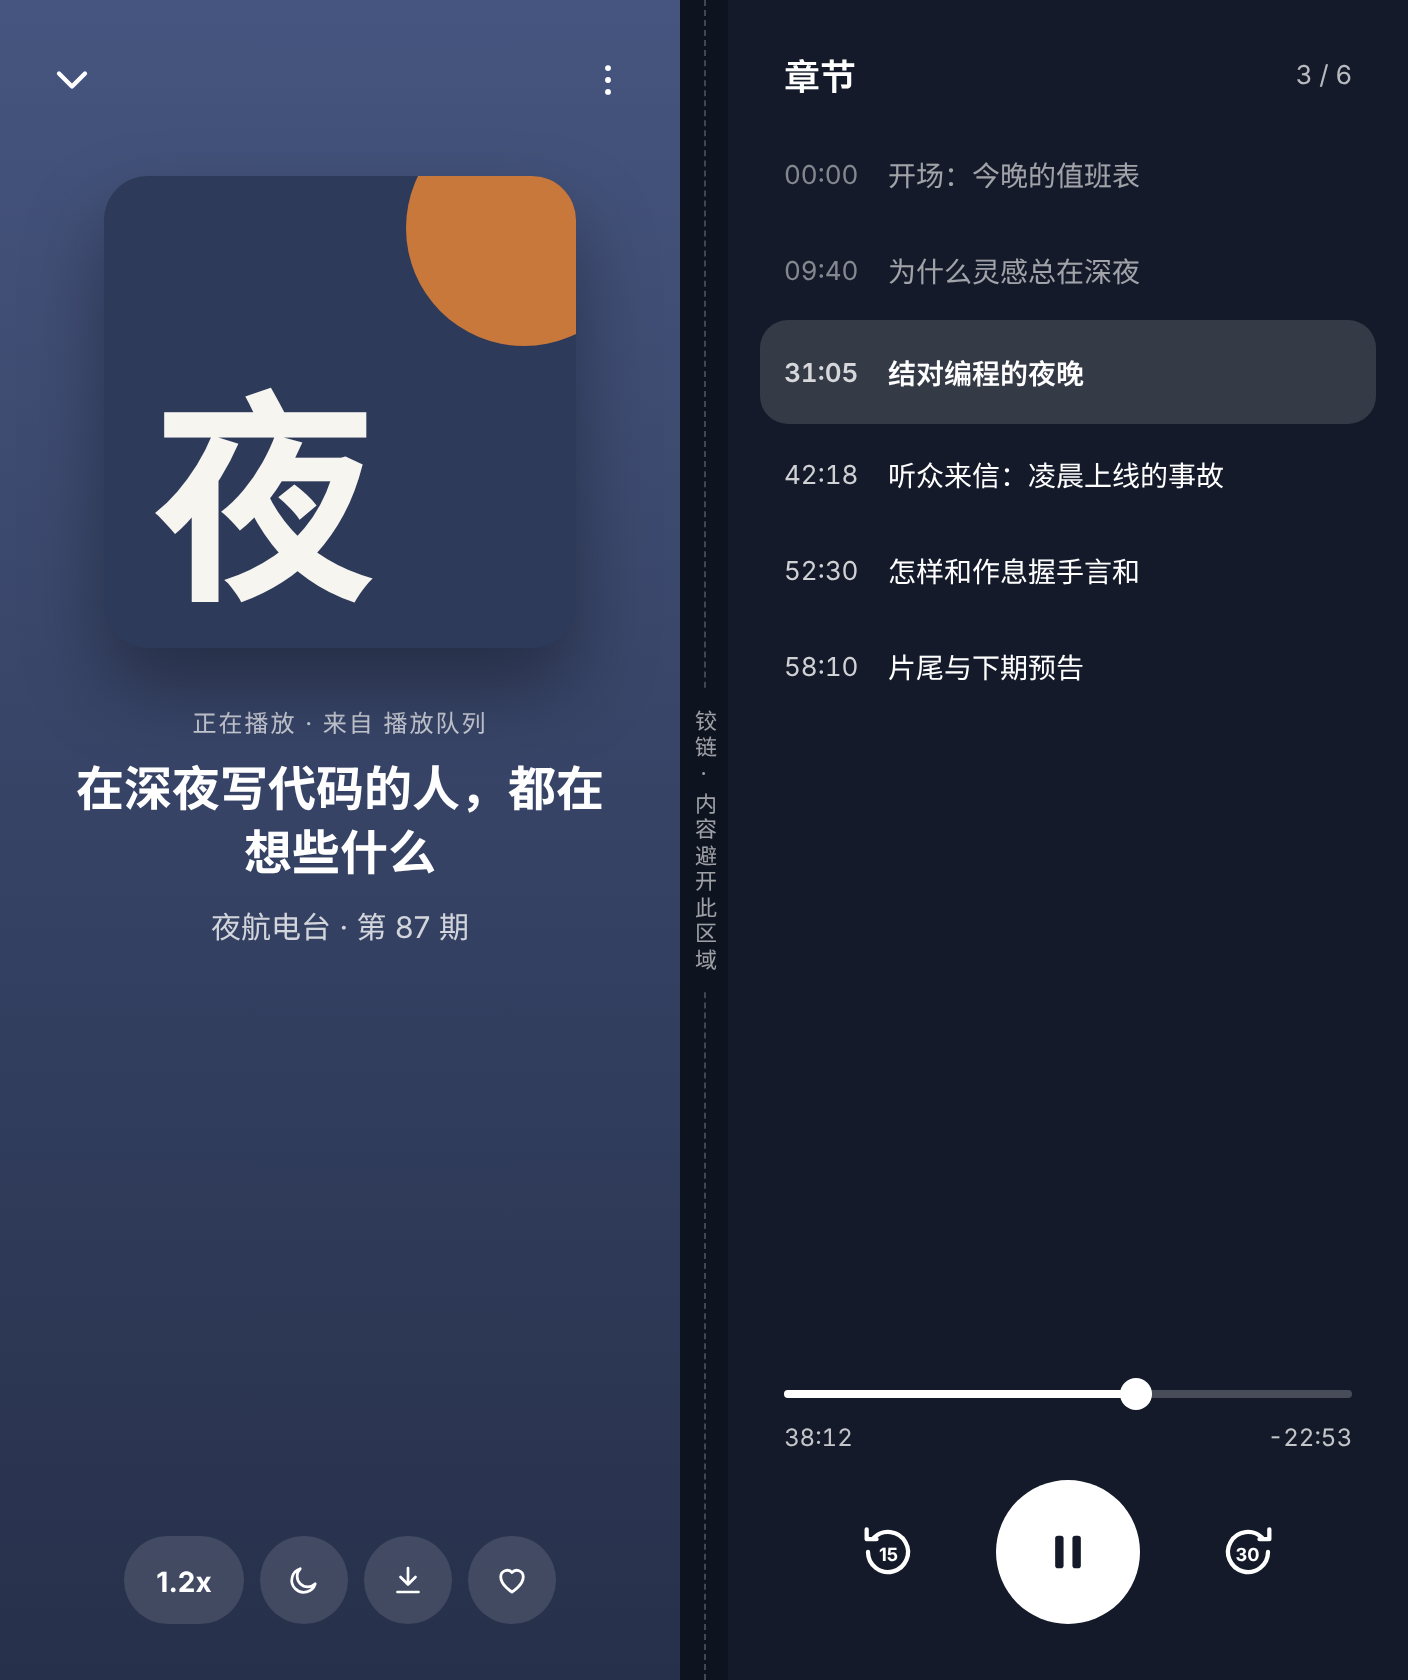 夜
正在播放 · 来自 播放队列
在深夜写代码的人，都在
想些什么
夜航电台 · 第 87 期
1.2x
铰链 · 内容避开此区域
章节
3 / 6
00:00 开场：今晚的值班表
09:40 为什么灵感总在深夜
31:05 结对编程的夜晚
42:18 听众来信：凌晨上线的事故
52:30 怎样和作息握手言和
58:10 片尾与下期预告
38:12
-22:53
15
30